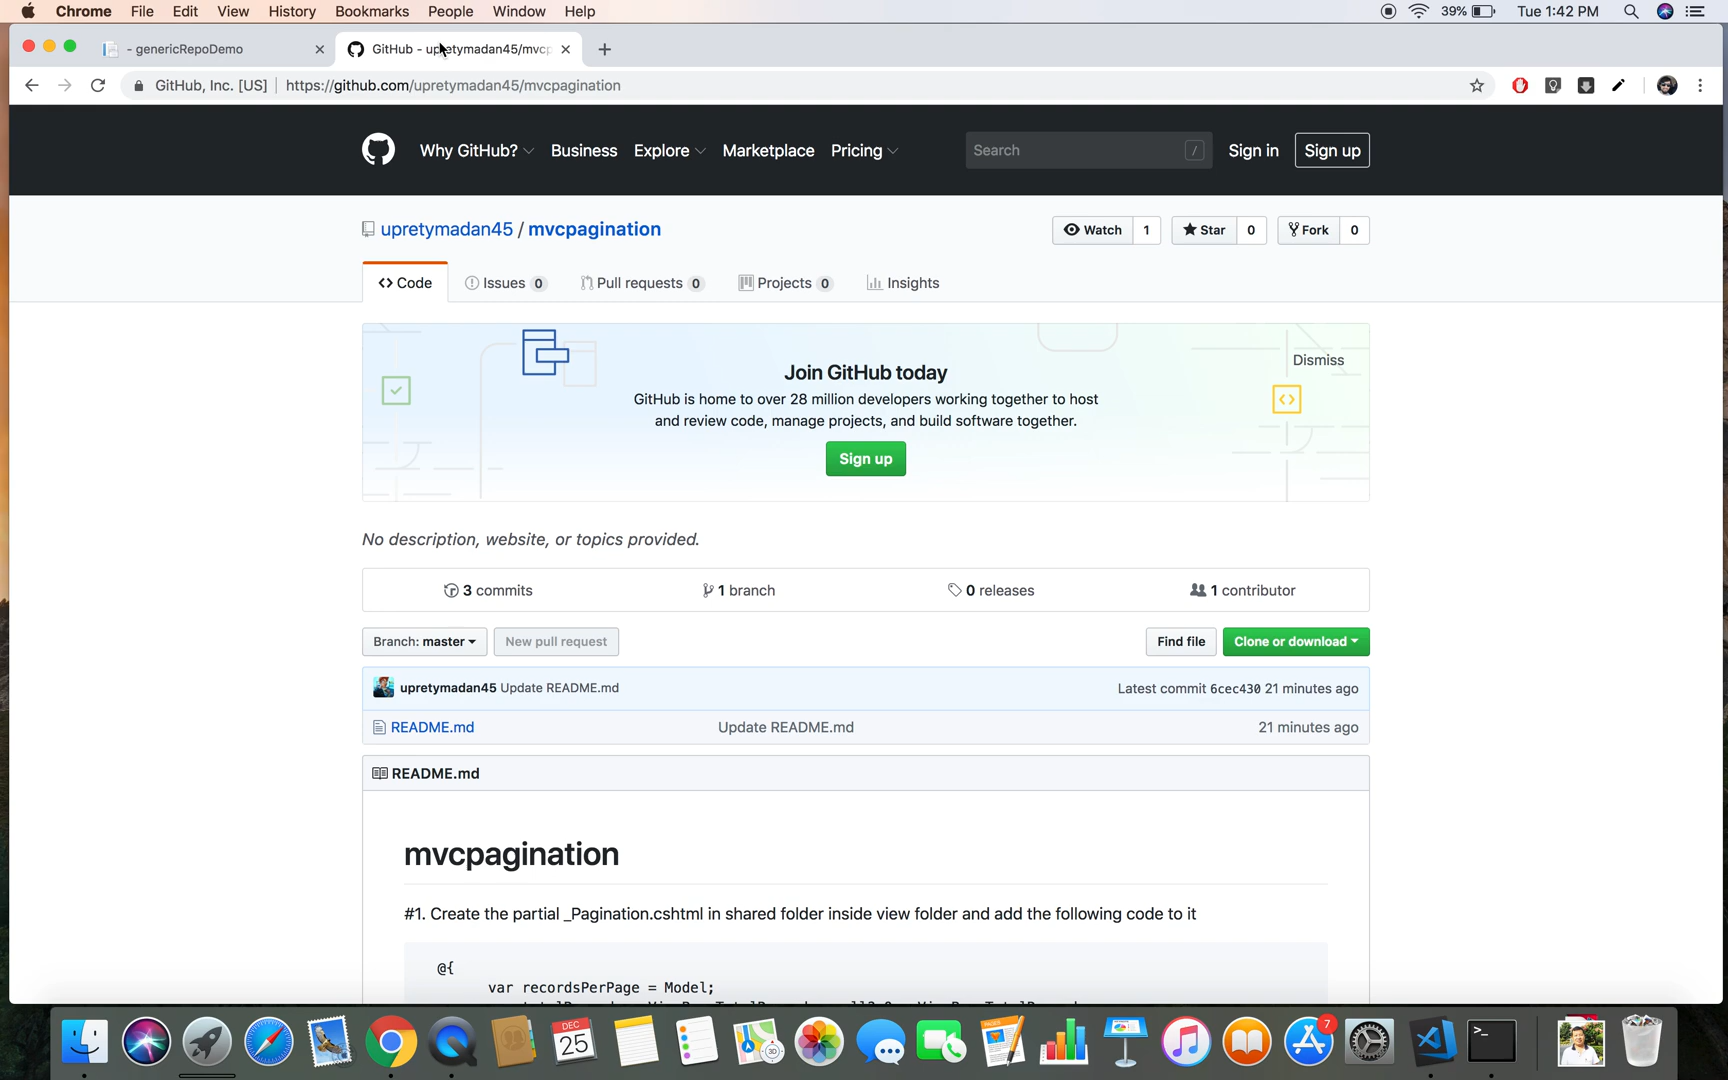 Chrome File Edit View History Bookmarks People Window Help 39% Tue 1:42 PM
- genericRepoDemo
GitHub - upretymadan45/mvcp
GitHub, Inc. [US] https://github.com/upretymadan45/mvcpagination
Why GitHub? Business Explore Marketplace Pricing Search / Sign in Sign up
upretymadan45 / mvcpagination
Watch 1 Star 0 Fork 0
Code Issues 0 Pull requests 0 Projects 0 Insights
Dismiss
Join GitHub today
GitHub is home to over 28 million developers working together to host
and review code, manage projects, and build software together.
Sign up
No description, website, or topics provided.
3 commits 1 branch 0 releases 1 contributor
Branch: master New pull request Find file Clone or download
upretymadan45 Update README.md Latest commit 6cec430 21 minutes ago
README.md Update README.md 21 minutes ago
README.md
mvcpagination
#1. Create the partial _Pagination.cshtml in shared folder inside view folder and add the following code to it
@{
var recordsPerPage = Model;
DEC
25
3D
PAGES
7
>_